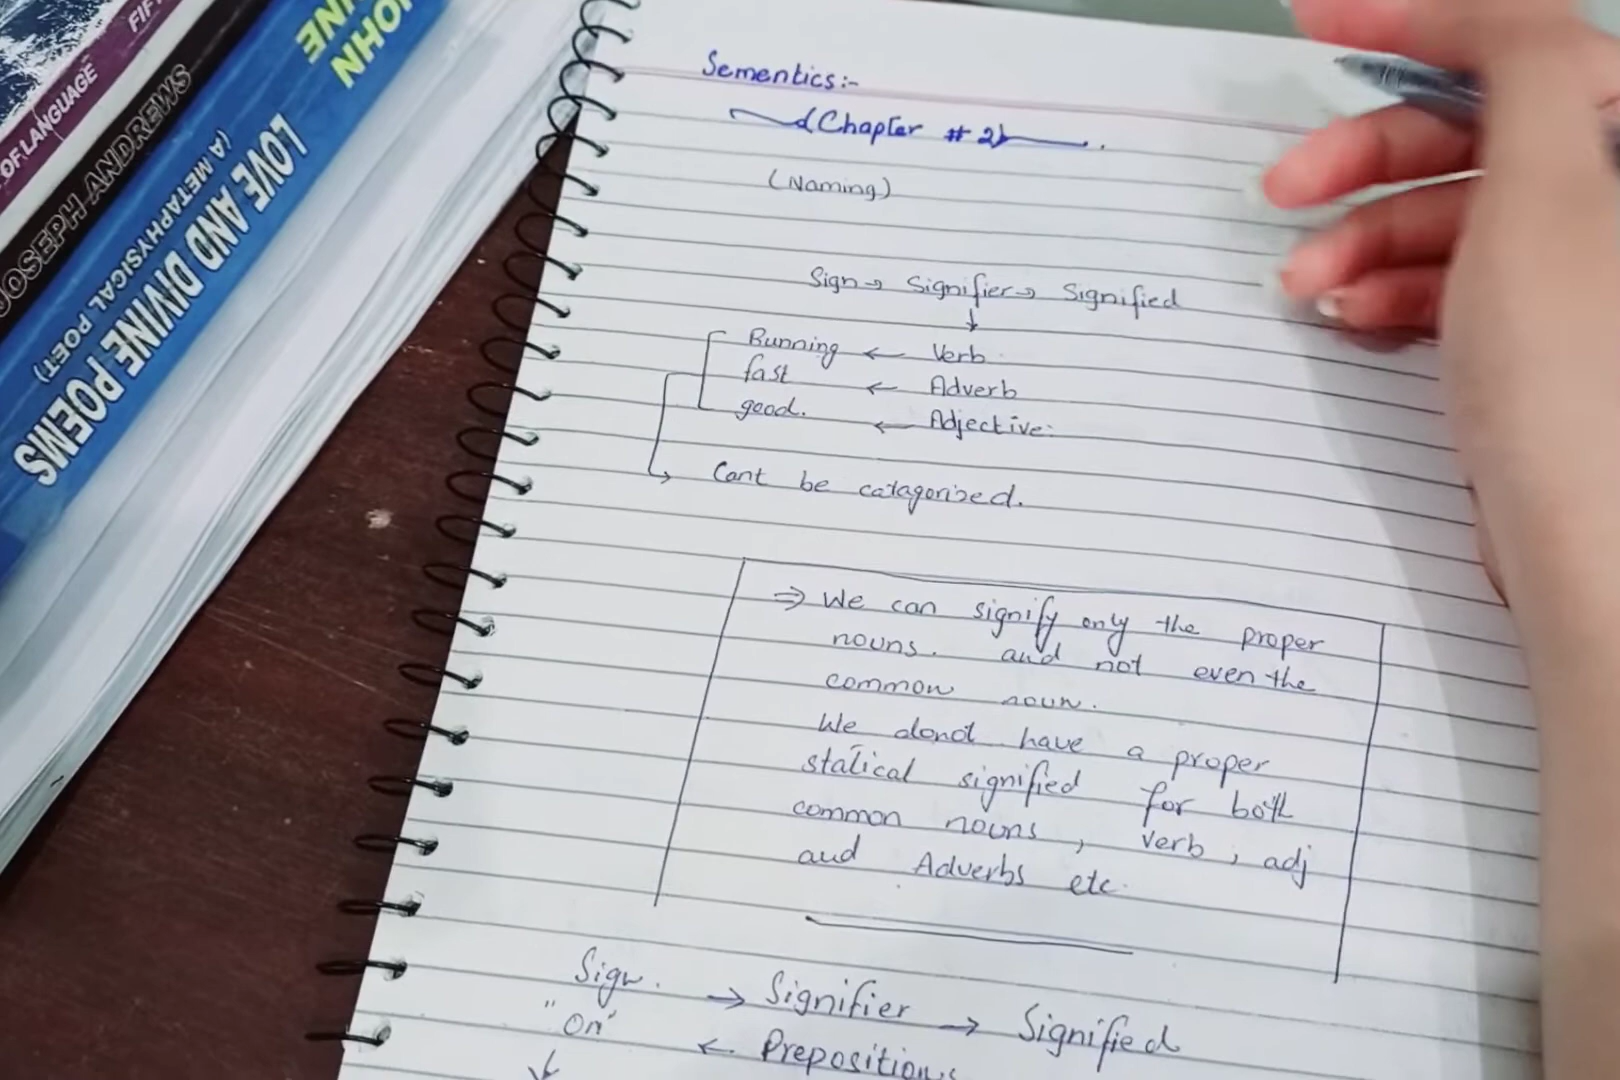 FIF
OF LANGUAGE
JOSEPH ANDREWS
JOHN
LOVE AND DIVINE POEMS
(A METAPHYSICAL POET)
Sementics:-
(Chapter # 2)
(Naming)
Sign → Signifier → Signified
↓
Bunning ← Verb
fast ← Adverb
good. ← Adjective:
Cant be catagorized.
⇒ We can signify only the proper
nouns. and not even the
common noun.
We donot have a proper
statical signified for both
common nouns, Verb, adj
and Adverbs etc.
Sign. → Signifier → Signified
"On" ← Prepositions
↓